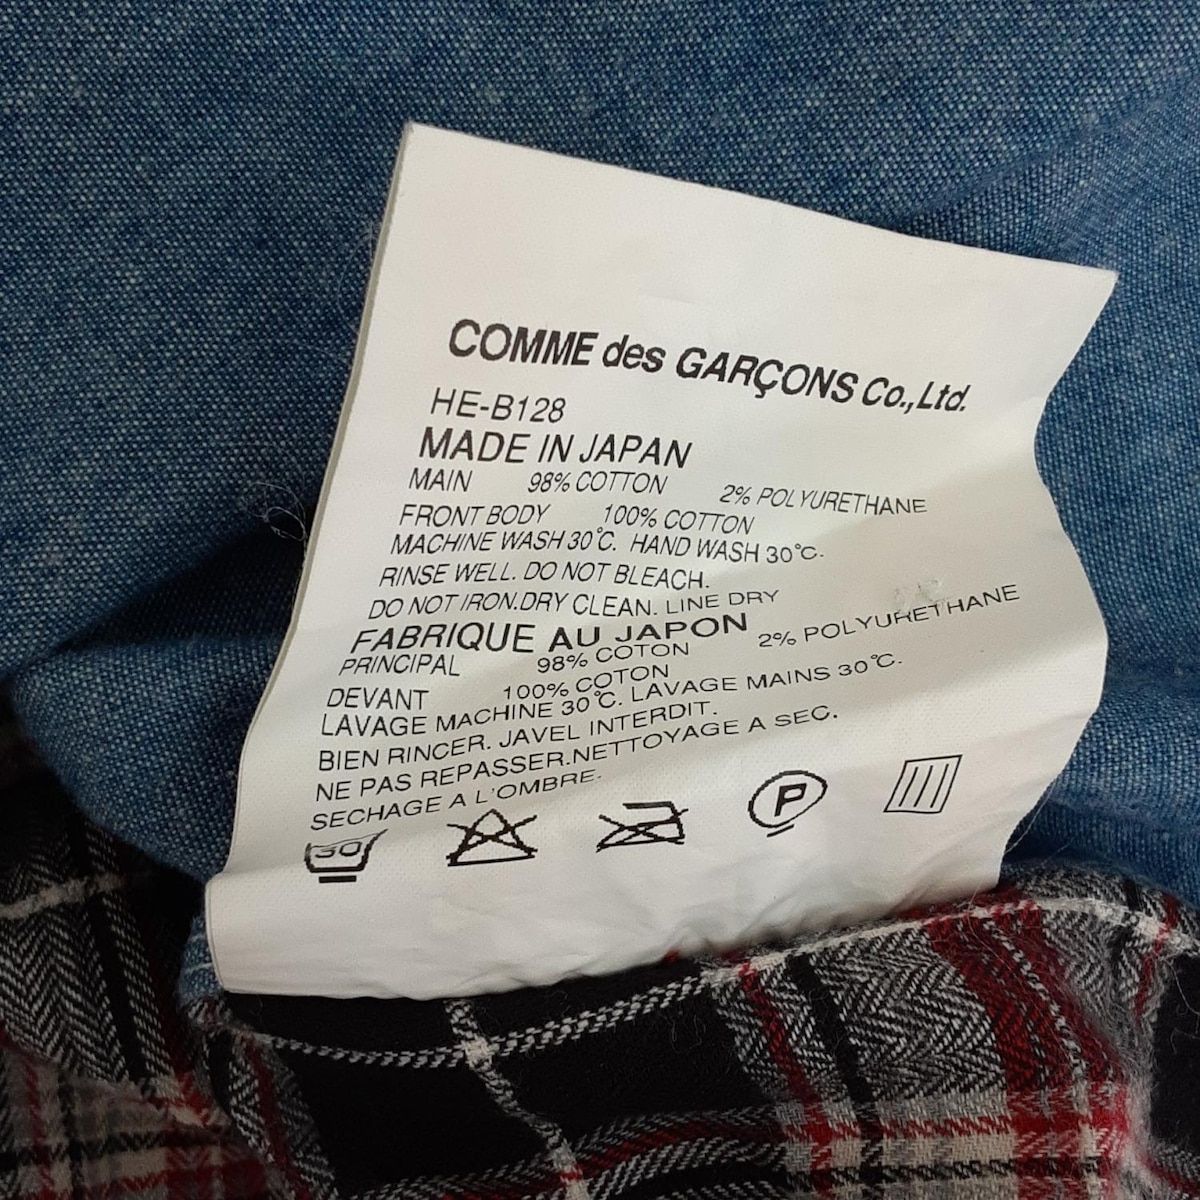 COMME des GARÇONS Co.,Ltd.
HE-B128
MADE IN JAPAN
MAIN 98% COTTON 2% POLYURETHANE
FRONT BODY 100% COTTON
MACHINE WASH 30°C. HAND WASH 30°C.
RINSE WELL. DO NOT BLEACH.
DO NOT IRON.DRY CLEAN. LINE DRY
FABRIQUE AU JAPON
PRINCIPAL 98% COTON 2% POLYURETHANE
DEVANT 100% COTON
LAVAGE MACHINE 30°C. LAVAGE MAINS 30°C.
BIEN RINCER. JAVEL INTERDIT.
NE PAS REPASSER.NETTOYAGE A SEC.
SECHAGE A L'OMBRE.
30 P